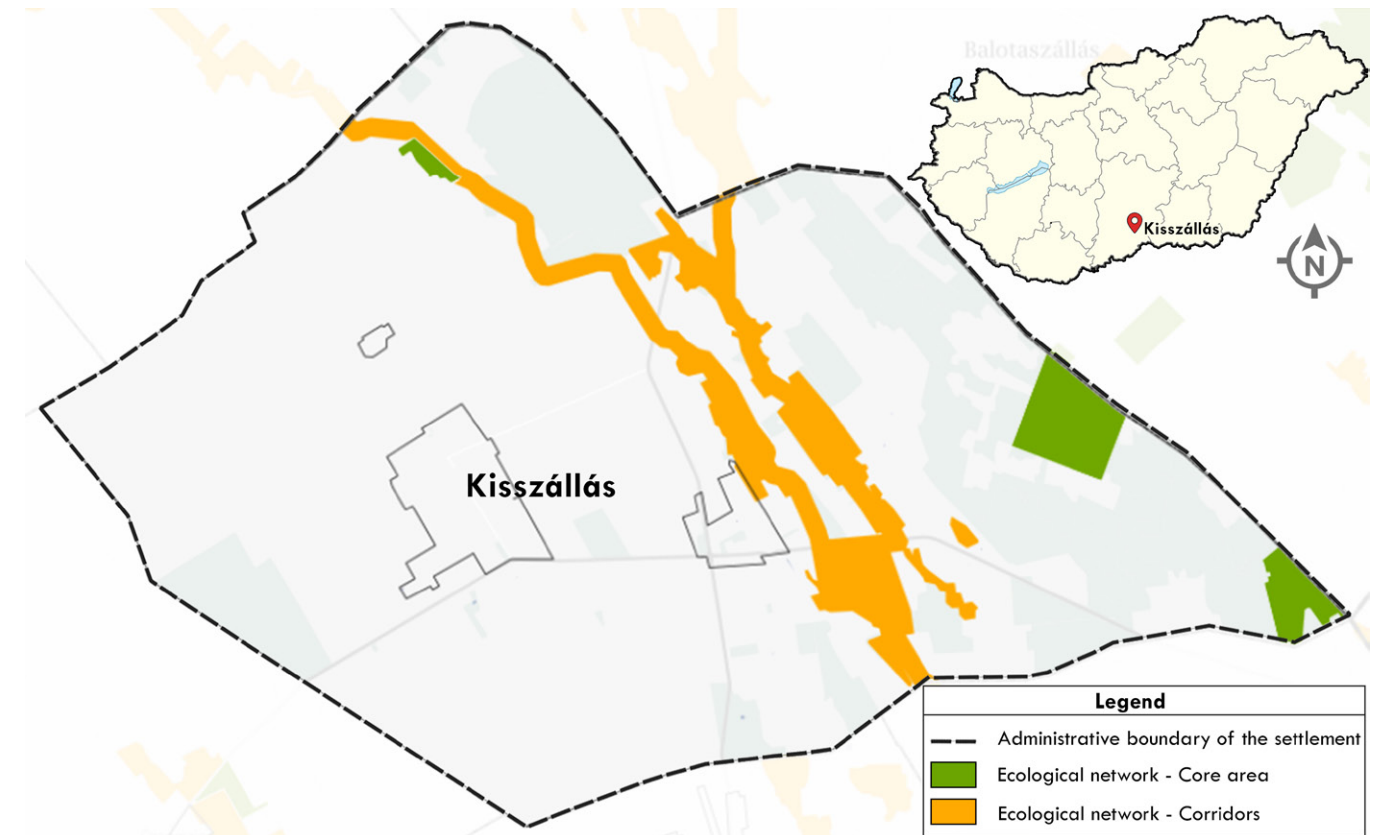 Balotaszállás
Kisszállás
N
Kisszállás
Legend
Administrative boundary of the settlement
Ecological network - Core area
Ecological network - Corridors